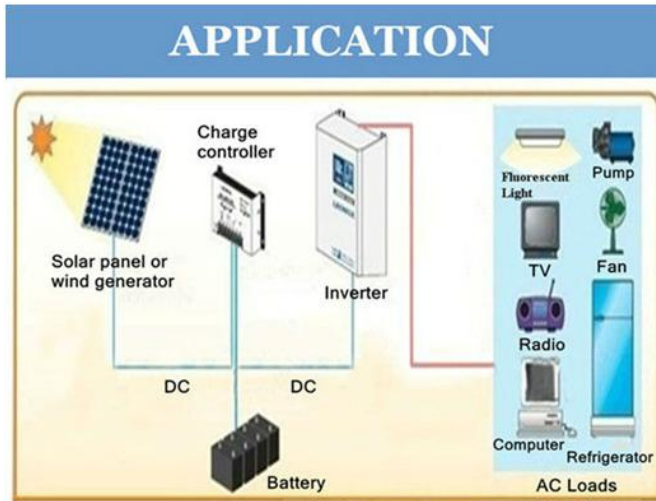 APPLICATION
Charge
controller
Solar panel or
wind generator
Inverter
DC
DC
Battery
Fluorescent
Light
Pump
TV
Fan
Radio
Computer
Refrigerator
AC Loads